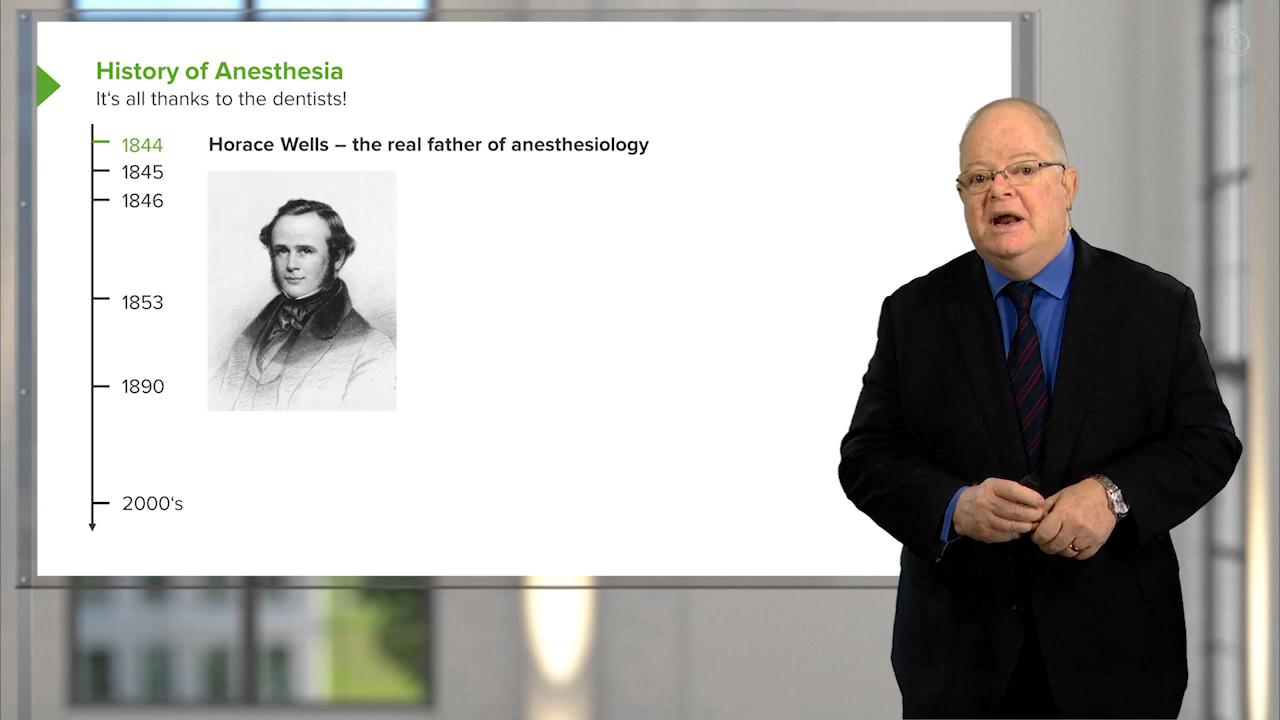 History of Anesthesia
It‘s all thanks to the dentists!
1844
Horace Wells – the real father of anesthesiology
1845
1846
1853
1890
2000‘s